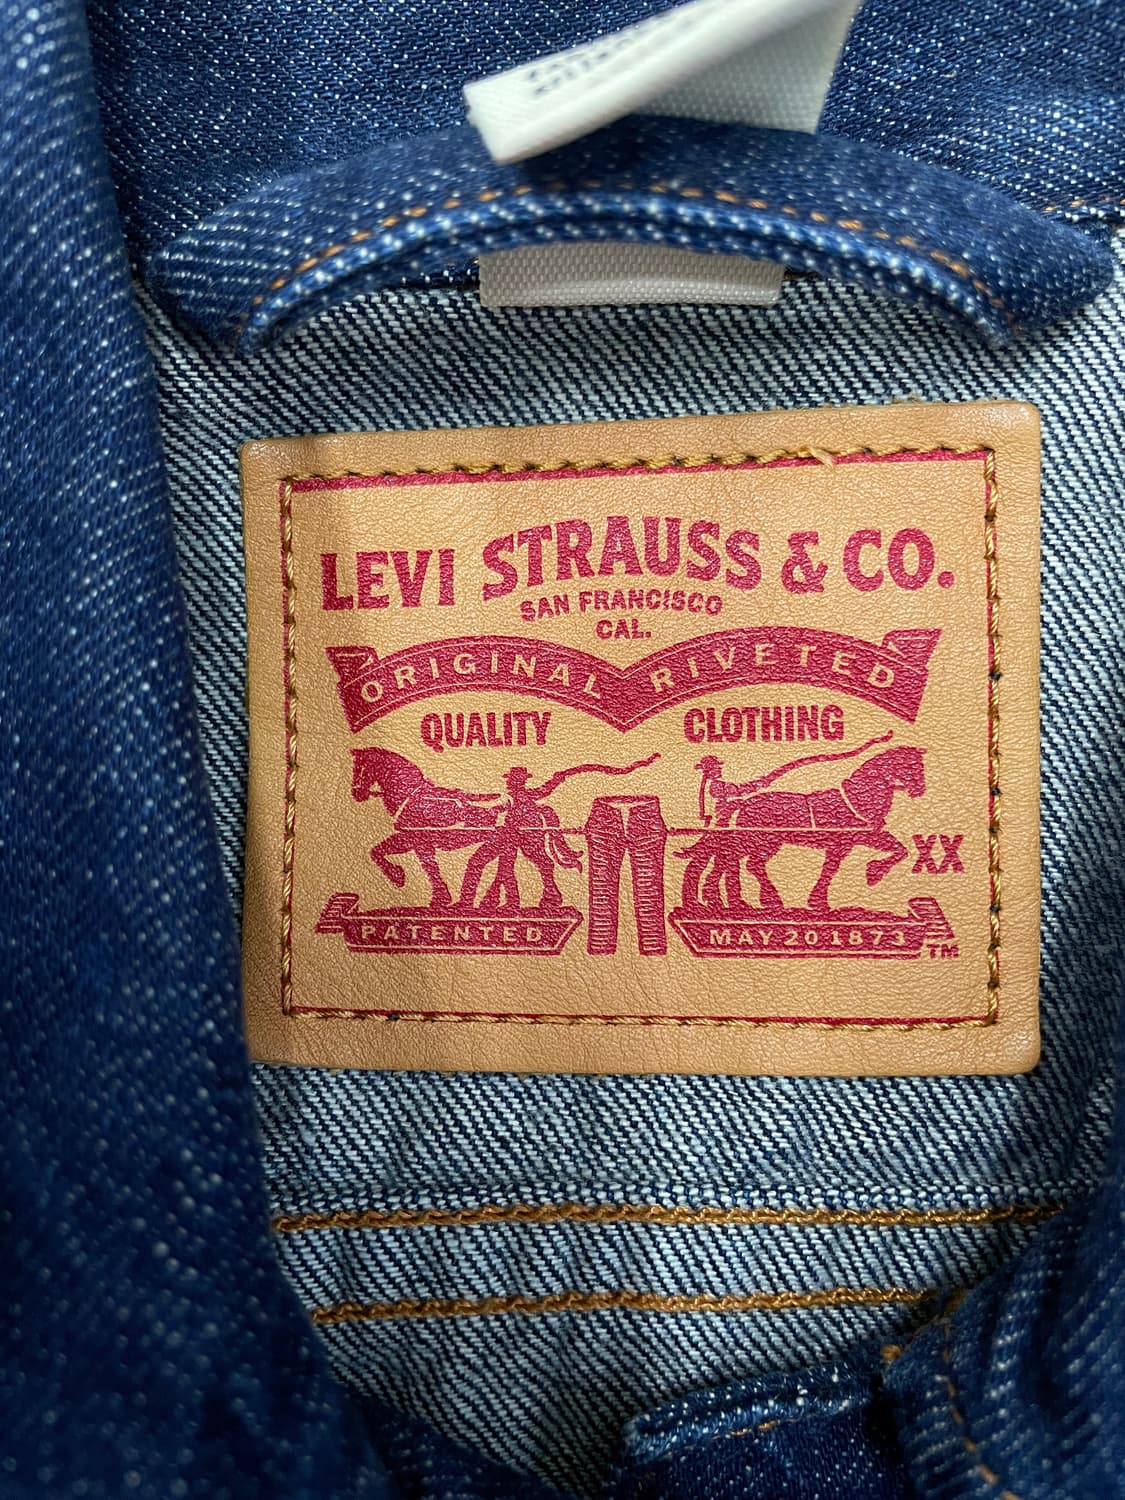 LEVI STRAUSS & CO.
SAN FRANCISCO
CAL.
ORIGINAL RIVETED
QUALITY CLOTHING
XX
PATENTED MAY 20 1873 TM